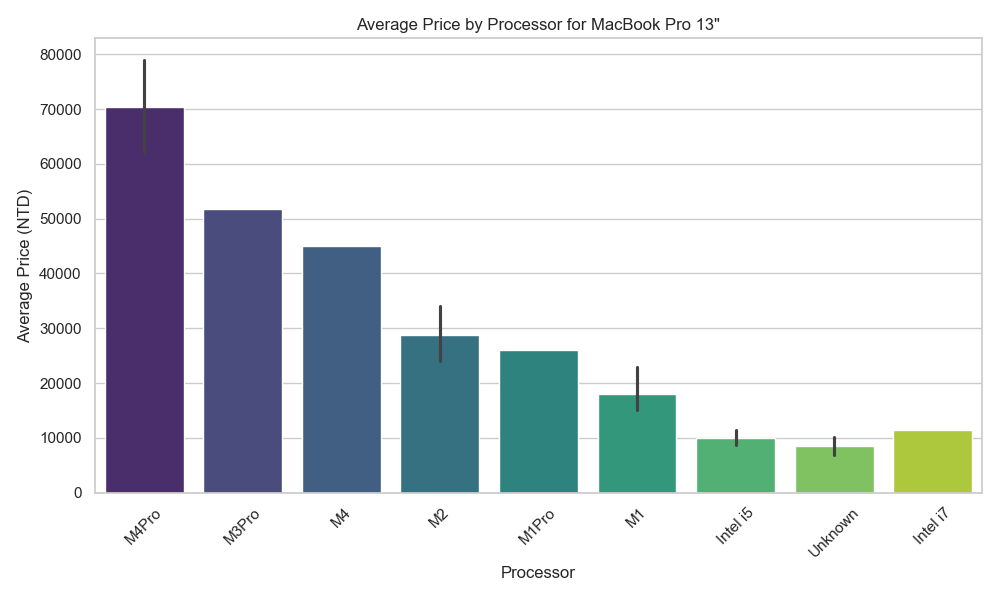 Average Price by Processor for MacBook Pro 13"
Average Price (NTD)
80000
70000
60000
50000
40000
30000
20000
10000
0
M4Pro
M3Pro
M4
M2
M1Pro
M1
Intel i5
Unknown
Intel i7
Processor